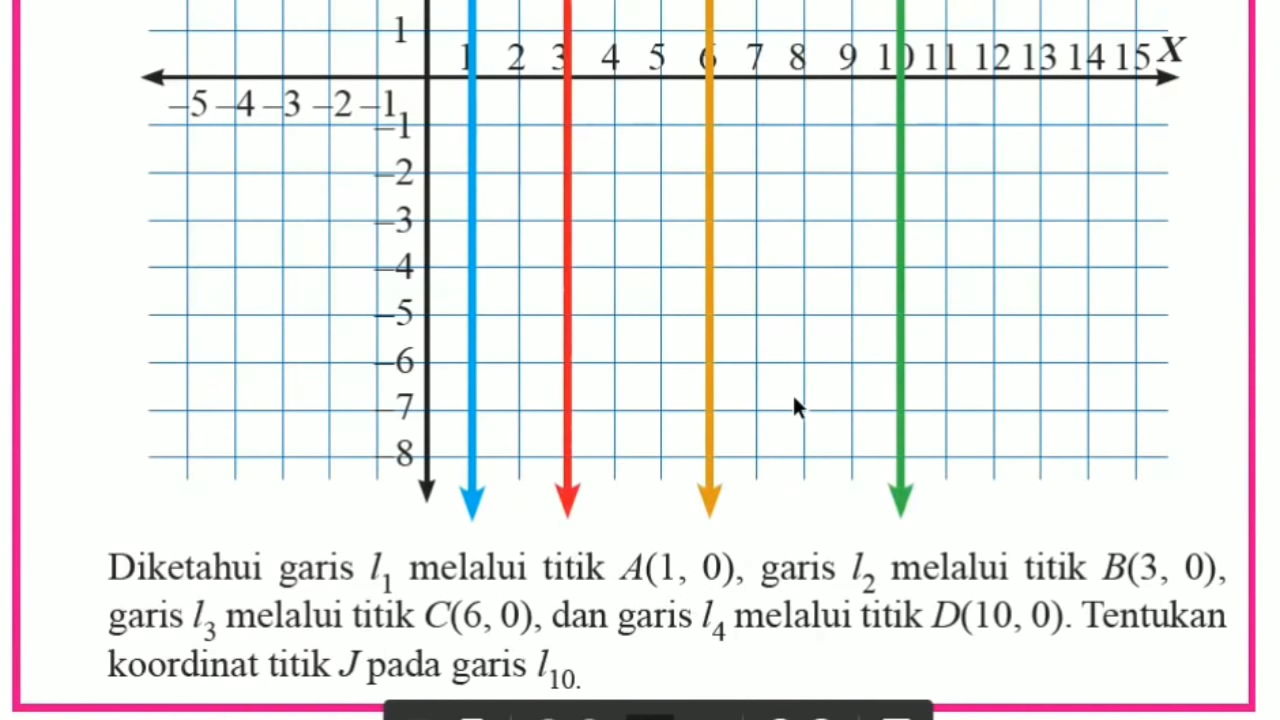 1
1 2 3 4 5 6 7 8 9 10 11 12 13 14 15 X
–5 –4 –3 –2 –1
–1
–2
–3
–4
–5
–6
–7
–8
Diketahui garis l₁ melalui titik A(1, 0), garis l₂ melalui titik B(3, 0),
garis l₃ melalui titik C(6, 0), dan garis l₄ melalui titik D(10, 0). Tentukan
koordinat titik J pada garis l₁₀.